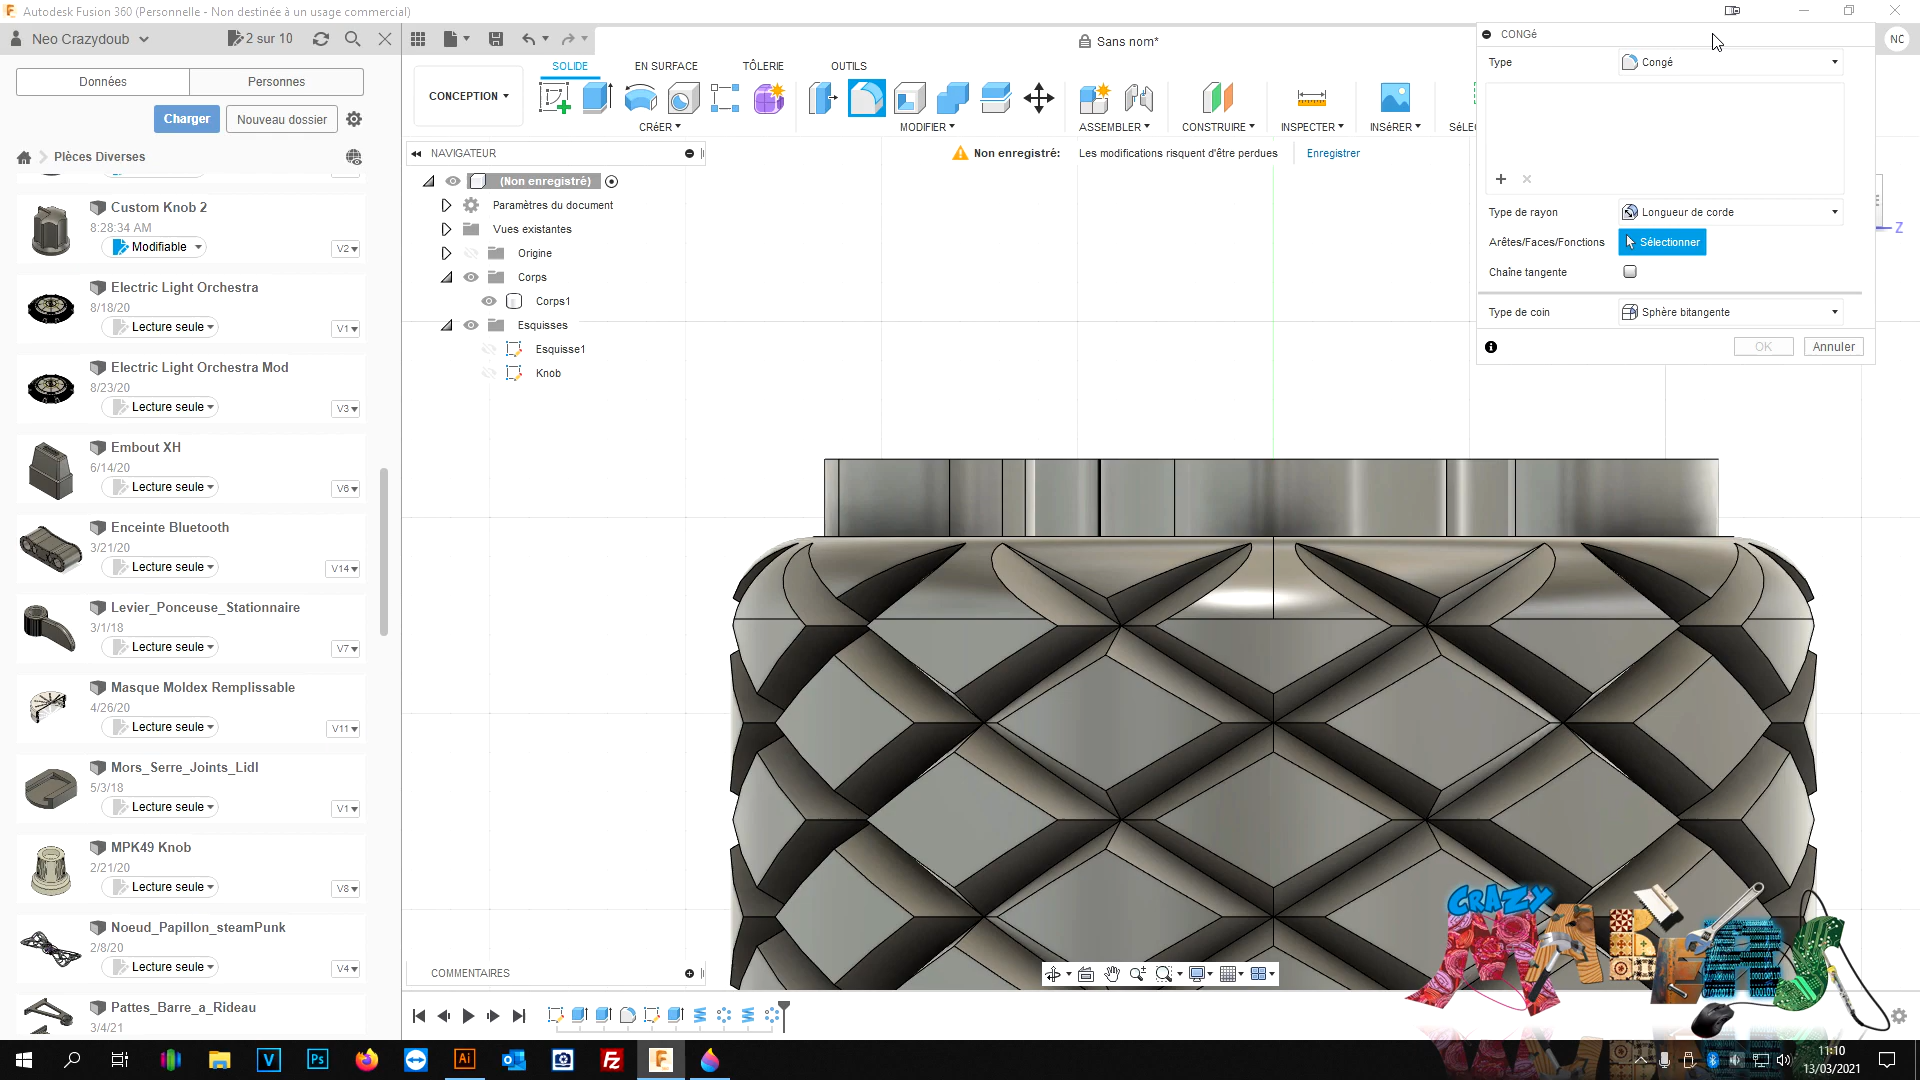 Autodesk Fusion 360 (Personnelle - Non destinée à un usage commercial)
Neo Crazydoub
2 sur 10
Sans nom*
NC
Données
Personnes
Charger
Nouveau dossier
Plèces Diverses
Custom Knob 2
8:28:34 AM
Modifiable
V2
Electric Light Orchestra
8/18/20
Lecture seule
V1
Electric Light Orchestra Mod
8/23/20
Lecture seule
V3
Embout XH
6/14/20
Lecture seule
V6
Enceinte Bluetooth
3/21/20
Lecture seule
V14
Levier_Ponceuse_Stationnaire
3/1/18
Lecture seule
V7
Masque Moldex Remplissable
4/26/20
Lecture seule
V11
Mors_Serre_Joints_Lidl
5/3/18
Lecture seule
V1
MPK49 Knob
2/21/20
Lecture seule
V8
Noeud_Papillon_steamPunk
2/8/20
Lecture seule
V4
Pattes_Barre_a_Rideau
3/4/21
SOLIDE
EN SURFACE
TÔLERIE
OUTILS
CONCEPTION
CRéER
MODIFIER
ASSEMBLER
CONSTRUIRE
INSPECTER
INSéRER
SéLEC
NAVIGATEUR
Non enregistré: Les modifications risquent d'être perdues
Enregistrer
(Non enregistré)
Paramètres du document
Vues existantes
Origine
Corps
Corps1
Esquisses
Esquisse1
Knob
CONGé
Type
Congé
Type de rayon
Longueur de corde
Arêtes/Faces/Fonctions
Sélectionner
Chaîne tangente
Type de coin
Sphère bitangente
OK
Annuler
Z
COMMENTAIRES
CRAZY
MAKERS
V
Ps
Ai
Fz
F
11:10
13/03/2021